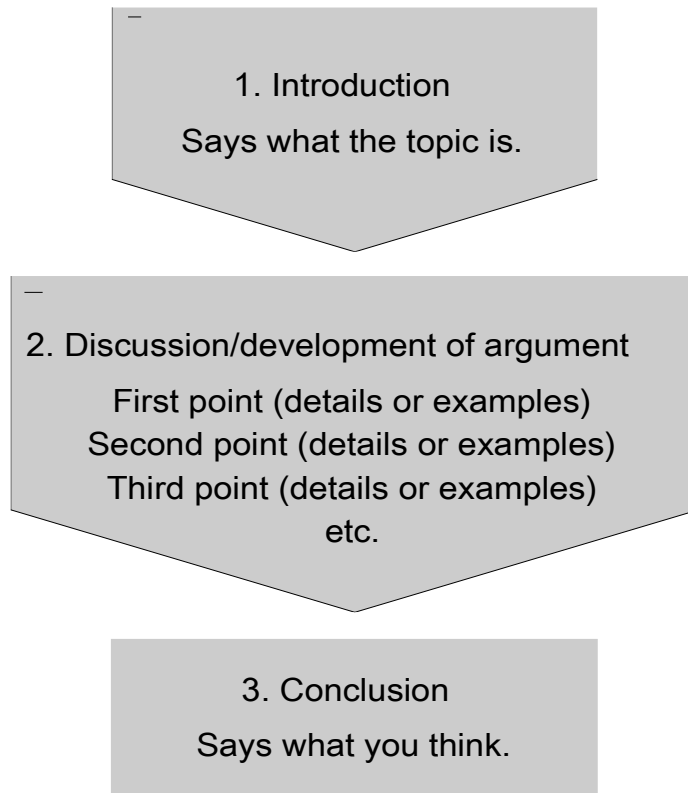 1. Introduction
Says what the topic is.
2. Discussion/development of argument
First point (details or examples)
Second point (details or examples)
Third point (details or examples)
etc.
3. Conclusion
Says what you think.